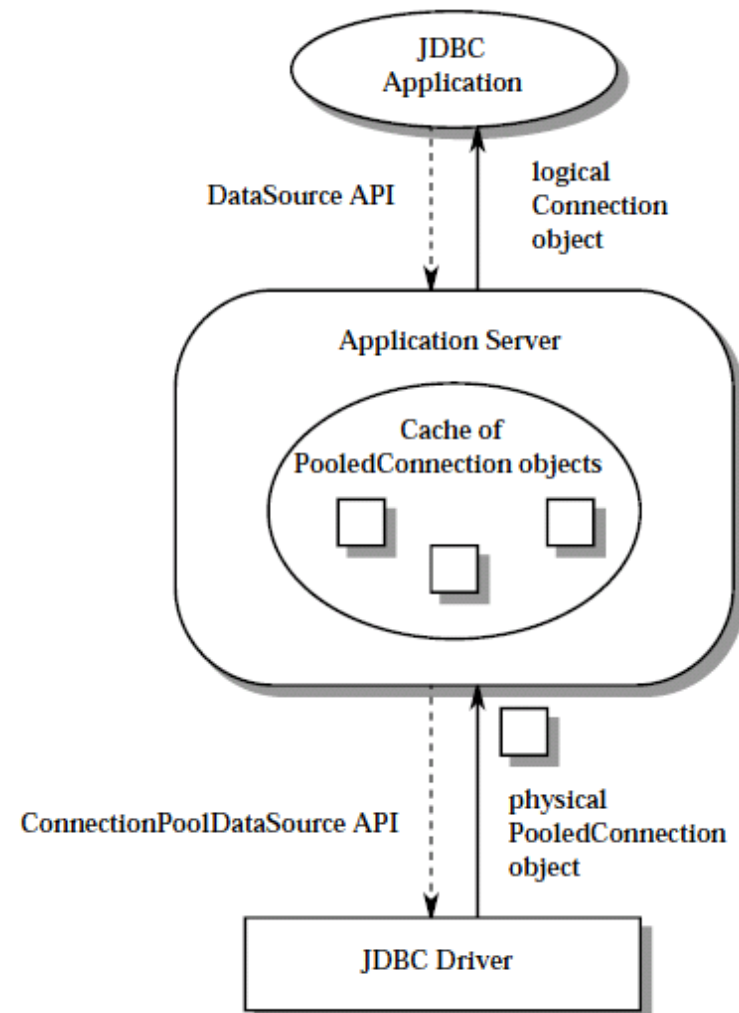 JDBC
Application
DataSource API
logical
Connection
object
Application Server
Cache of
PooledConnection objects
ConnectionPoolDataSource API
physical
PooledConnection
object
JDBC Driver